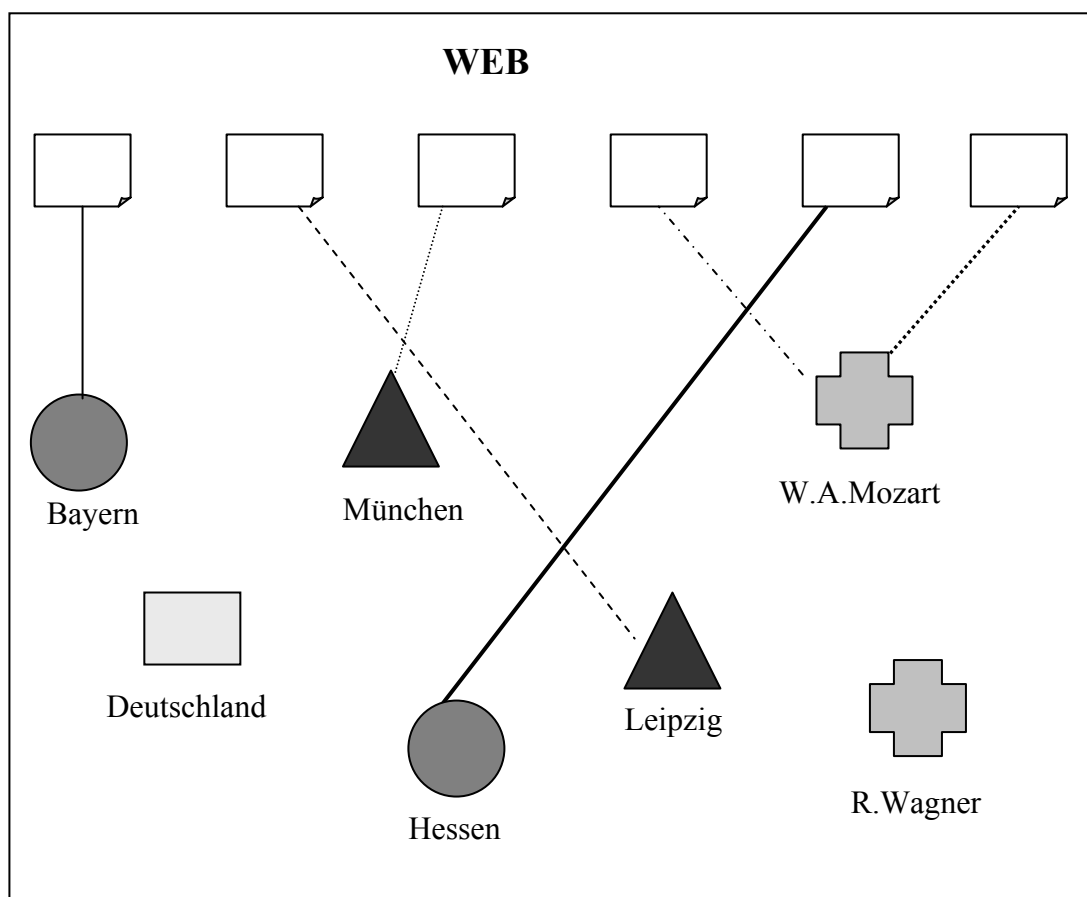 WEB
Bayern
München
W.A.Mozart
Deutschland
Leipzig
Hessen
R.Wagner